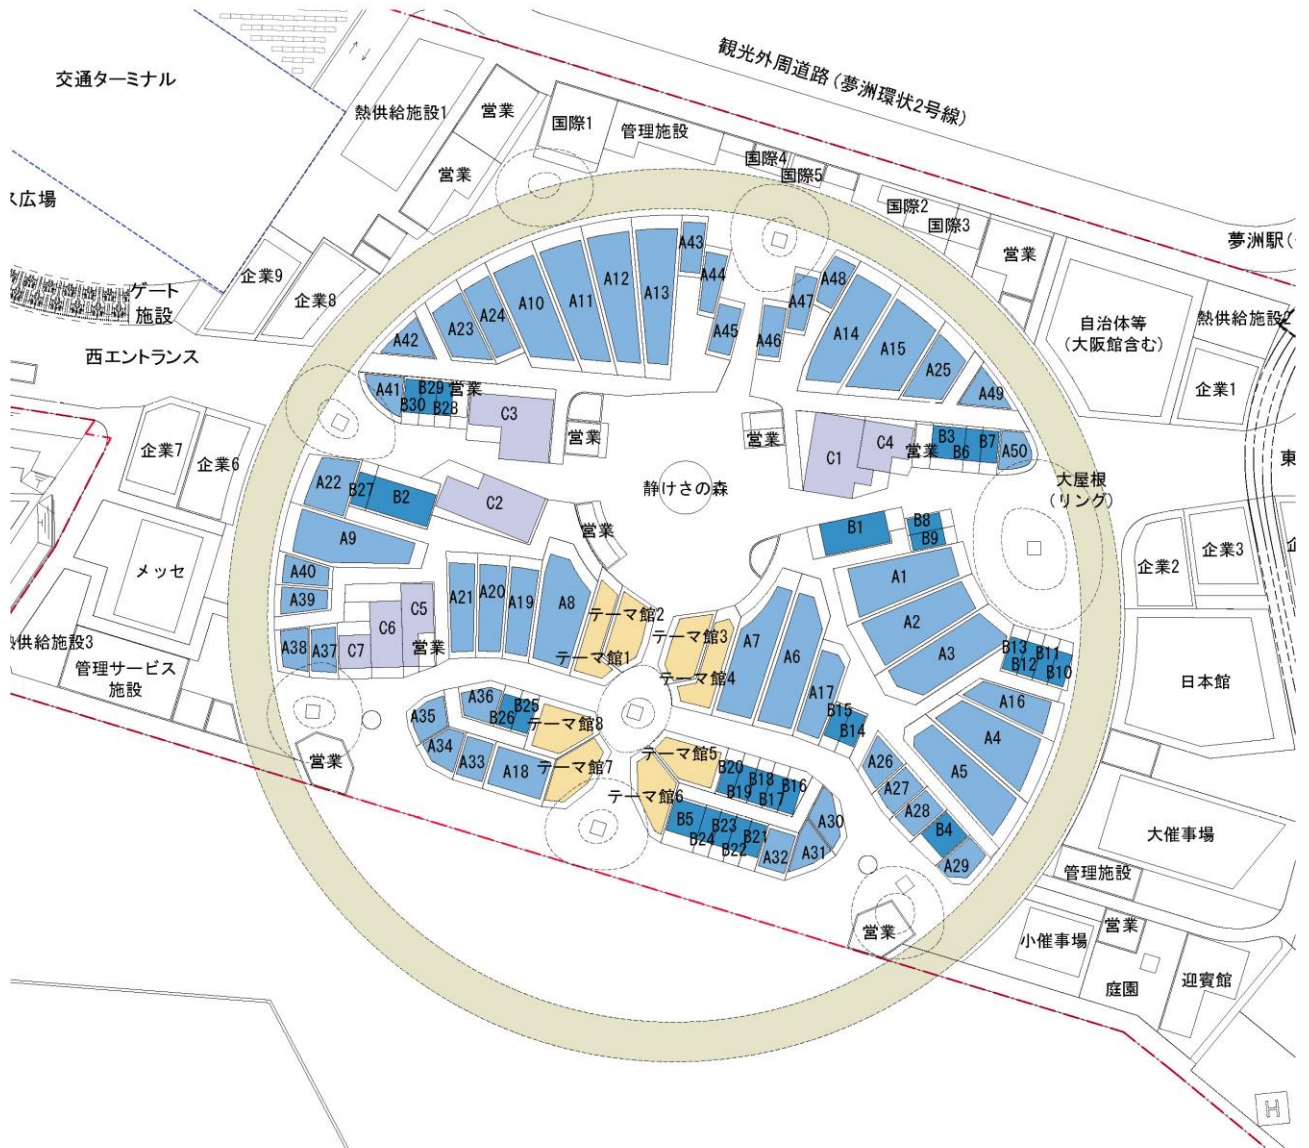 観光外周道路（夢洲環状2号線）
交通ターミナル
熱供給施設1
営業
国際1
管理施設
国際4
国際5
営業
国際2
国際3
営業
夢洲駅（
ス広場
企業9
企業8
ゲート
施設
西エントランス
自治体等
（大阪館含む）
熱供給施設2
企業1
A43
A44
A45
A46
A47
A48
A42
A23
A24
A10
A11
A12
A13
A14
A15
A25
A49
A41
B29
B30
B28
営業
C3
営業
営業
C1
C4
営業
B3
B6
B7
A50
大屋根
（リング）
東
企業7
企業6
A22
B27
B2
C2
静けさの森
営業
B1
B8
B9
企業2
企業3
メッセ
A9
A40
A39
A38
A37
C7
C6
C5
営業
A21
A20
A19
A8
テーマ館2
テーマ館1
テーマ館3
テーマ館4
A7
A6
A17
B15
B14
A1
A2
A3
B13
B12
B11
B10
A16
A4
A5
日本館
熱供給施設3
管理サービス
施設
営業
A35
A36
B26
B25
テーマ館8
A34
A33
A18
テーマ館7
テーマ館5
テーマ館6
B20
B19
B18
B17
B16
B5
B24
B23
B22
B21
A32
A31
A30
A26
A27
A28
B4
A29
大催事場
管理施設
営業
小催事場
営業
庭園
迎賓館
H